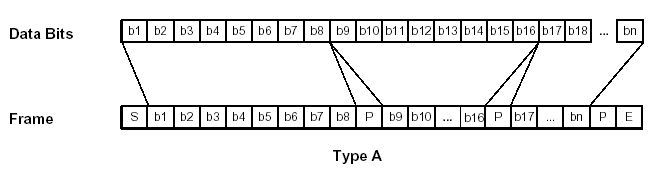 Data Bits b1 b2 b3 b4 b5 b6 b7 b8 b9 b10 b11 b12 b13 b14 b15 b16 b17 b18 ... bn
Frame S b1 b2 b3 b4 b5 b6 b7 b8 P b9 b10 ... b16 P b17 ... bn P E
Type A